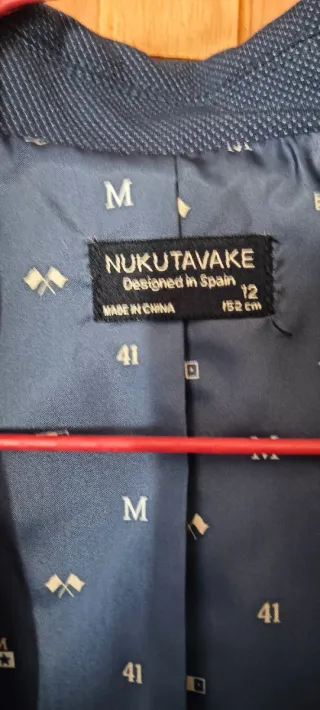 M
M
NUKUTAVAKE
Designed in Spain
12
MADE IN CHINA
152 cm
41
M
M
41
41